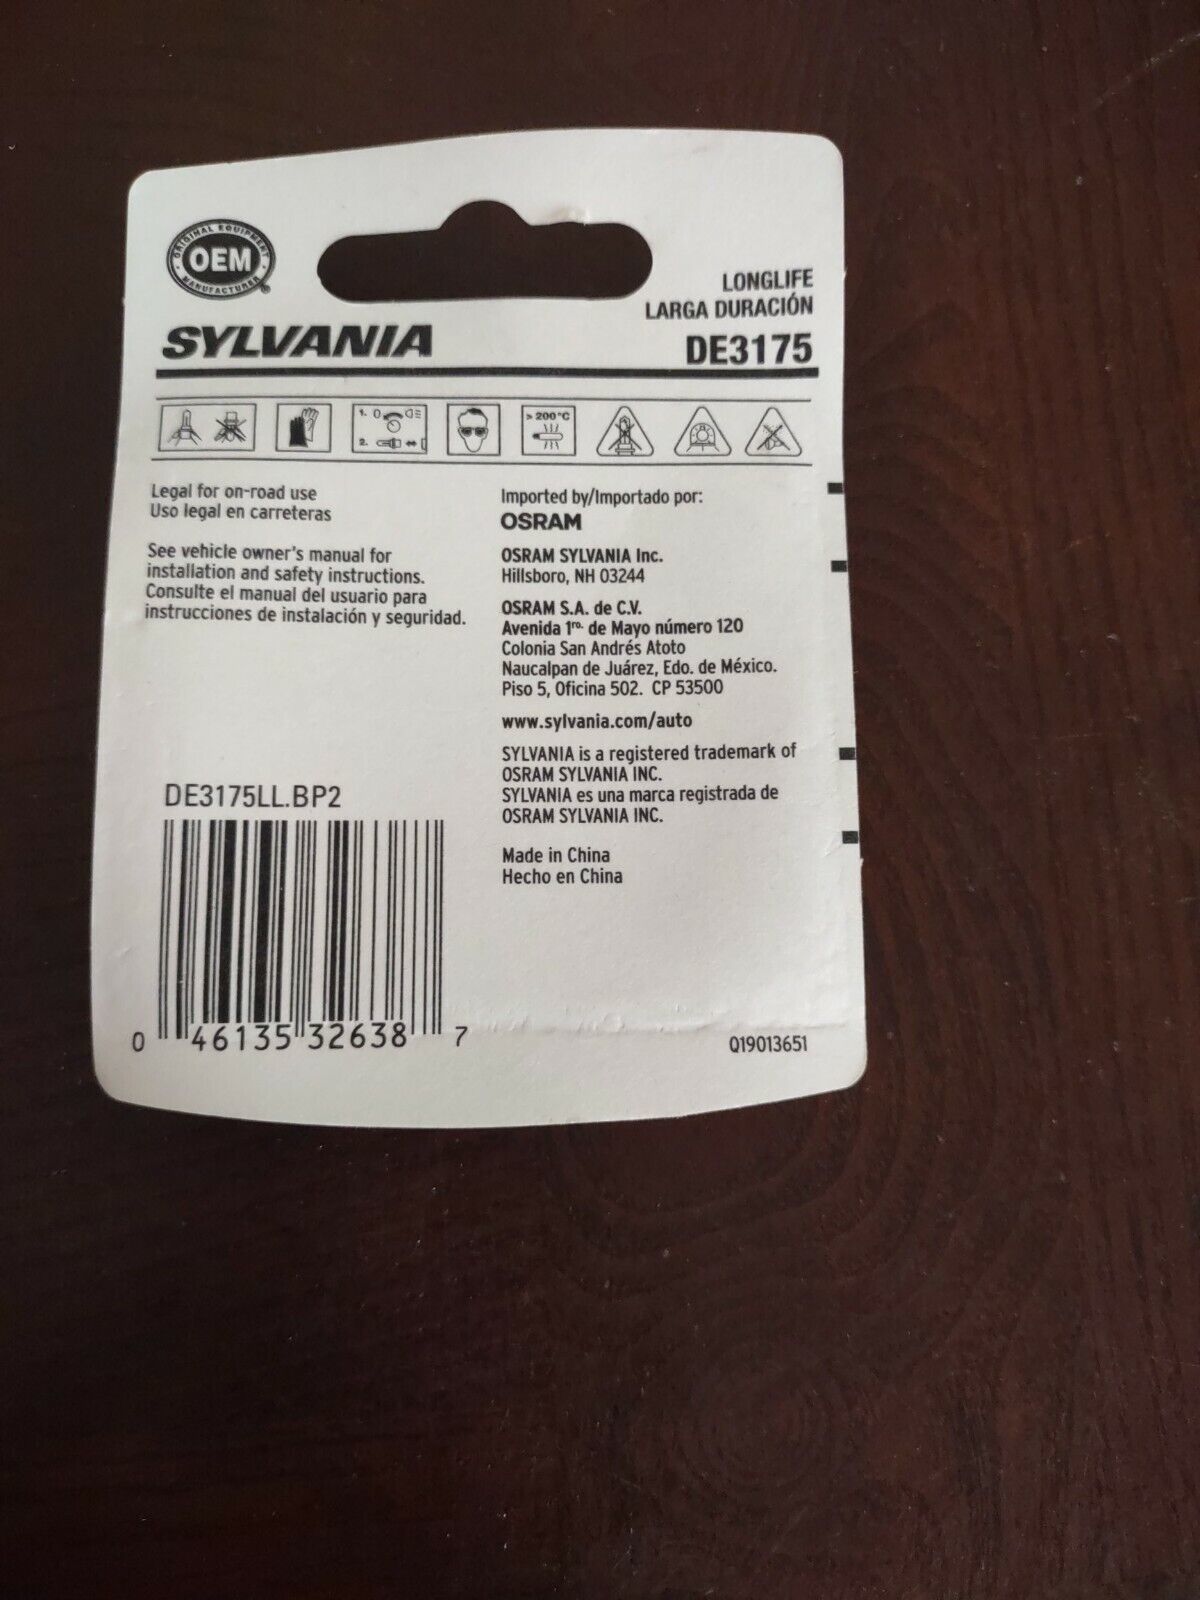 ORIGINAL EQUIPMENT
OEM
MANUFACTURER
®
SYLVANIA
LONGLIFE
LARGA DURACIÓN
DE3175
1. 0
2.
> 200°C
Legal for on-road use
Uso legal en carreteras
See vehicle owner's manual for
installation and safety instructions.
Consulte el manual del usuario para
instrucciones de instalación y seguridad.
Imported by/Importado por:
OSRAM
OSRAM SYLVANIA Inc.
Hillsboro, NH 03244
OSRAM S.A. de C.V.
Avenida 1ro. de Mayo número 120
Colonia San Andrés Atoto
Naucalpan de Juárez, Edo. de México.
Piso 5, Oficina 502. CP 53500
www.sylvania.com/auto
SYLVANIA is a registered trademark of
OSRAM SYLVANIA INC.
SYLVANIA es una marca registrada de
OSRAM SYLVANIA INC.
Made in China
Hecho en China
DE3175LL.BP2
0 46135 32638 7
Q19013651